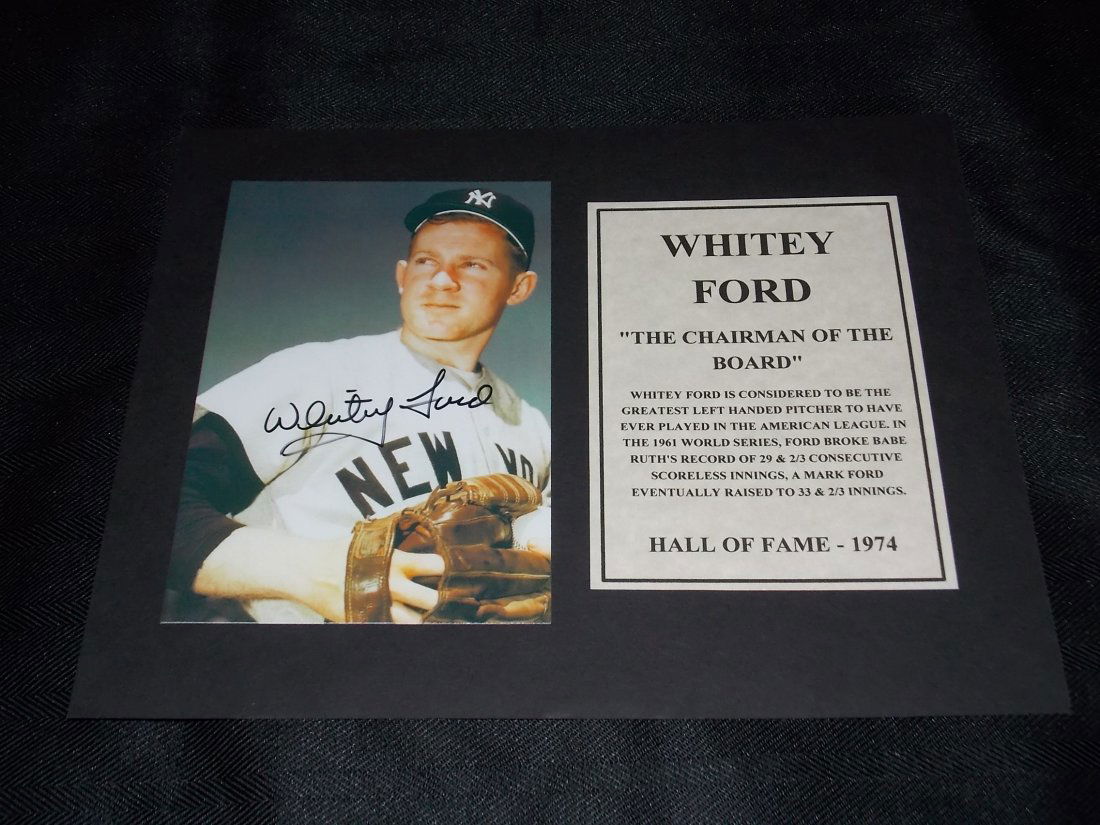 NY
Whitey Ford
NEW YO
WHITEY
FORD
"THE CHAIRMAN OF THE
BOARD"
WHITEY FORD IS CONSIDERED TO BE THE
GREATEST LEFT HANDED PITCHER TO HAVE
EVER PLAYED IN THE AMERICAN LEAGUE. IN
THE 1961 WORLD SERIES, FORD BROKE BABE
RUTH'S RECORD OF 29 & 2/3 CONSECUTIVE
SCORELESS INNINGS, A MARK FORD
EVENTUALLY RAISED TO 33 & 2/3 INNINGS.
HALL OF FAME - 1974